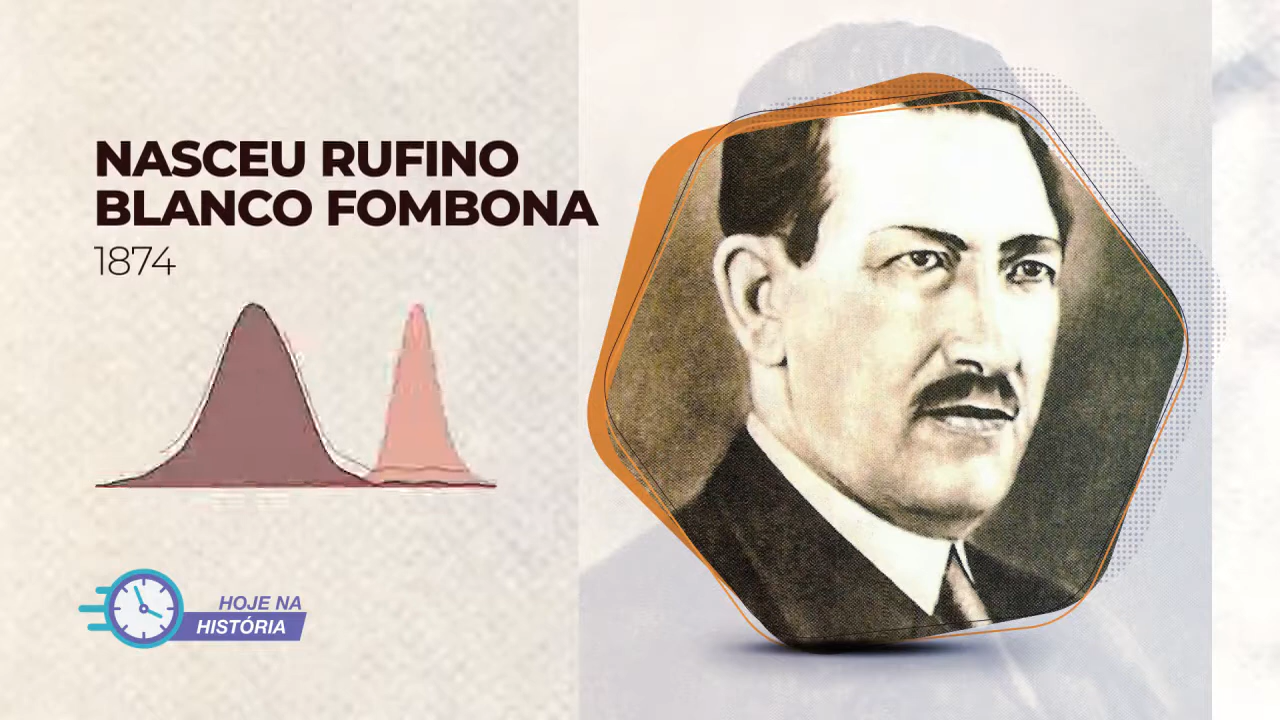 NASCEU RUFINO
BLANCO FOMBONA
1874
HOJE NA
HISTÓRIA